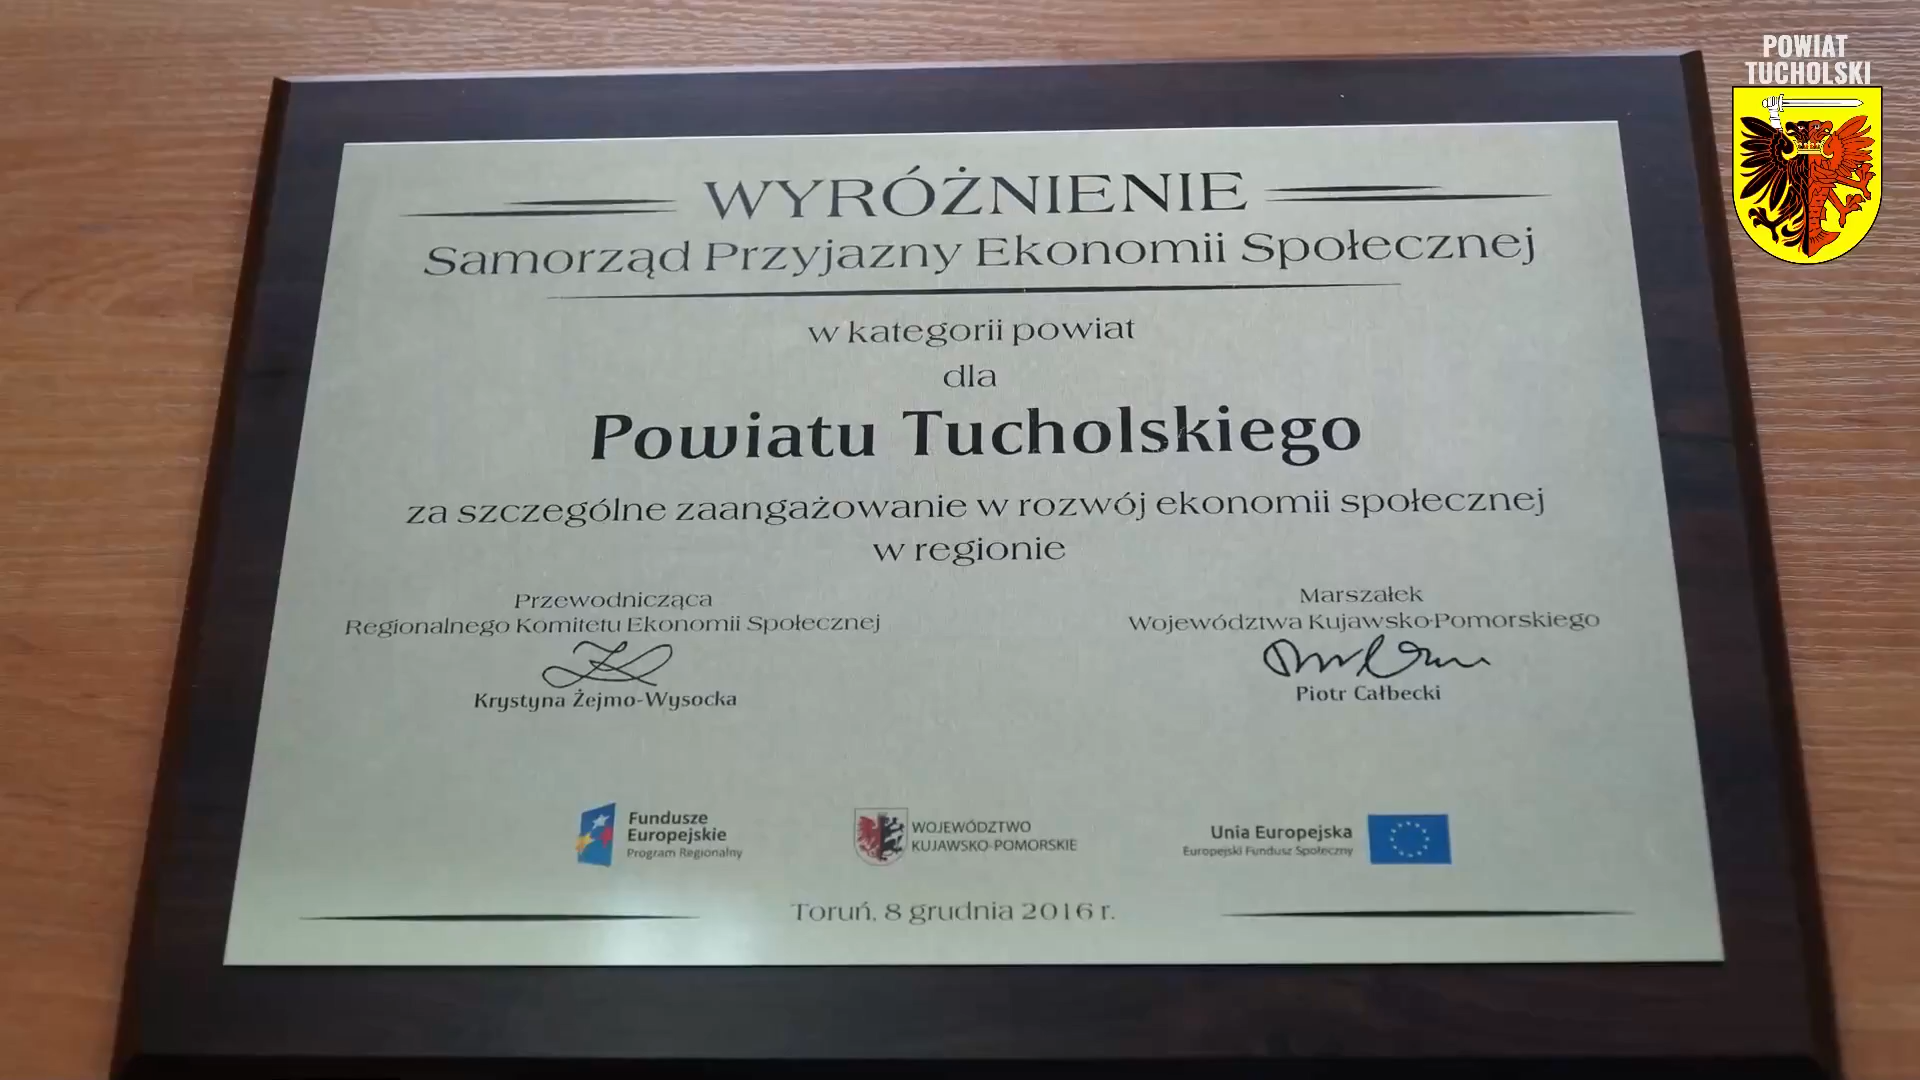 POWIAT
TUCHOLSKI
WYRÓŻNIENIE
Samorząd Przyjazny Ekonomii Społecznej
w kategorii powiat
dla
Powiatu Tucholskiego
za szczególne zaangażowanie w rozwój ekonomii społecznej
w regionie
Przewodnicząca
Regionalnego Komitetu Ekonomii Społecznej
Krystyna Żejmo-Wysocka
Marszałek
Województwa Kujawsko-Pomorskiego
Piotr Całbecki
Fundusze
Europejskie
Program Regionalny
WOJEWÓDZTWO
KUJAWSKO-POMORSKIE
Unia Europejska
Europejski Fundusz Społeczny
Toruń, 8 grudnia 2016 r.